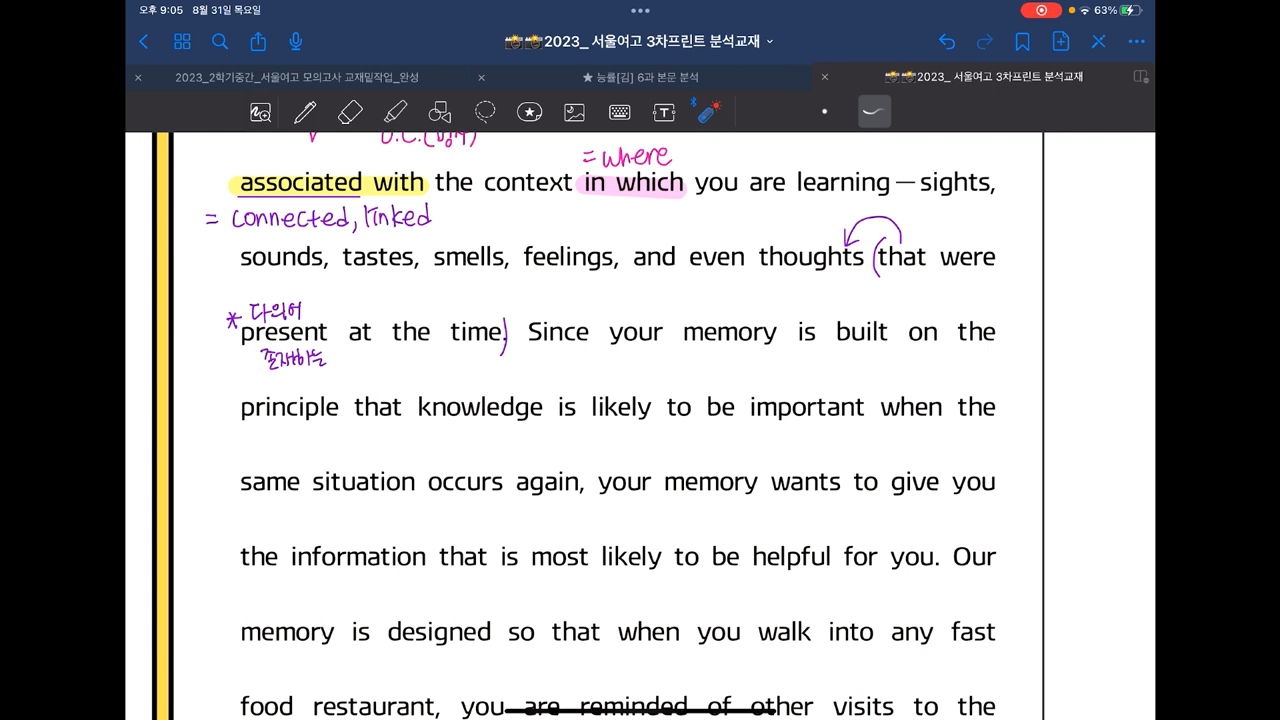 오후 9:05 8월 31일 목요일
63%
2023_ 서울여고 3차프린트 분석교재
2023_2학기중간_서울여고 모의고사 교재밑작업_완성
★ 능률[김] 6과 본문 분석
2023_ 서울여고 3차프린트 분석교재
= where
associated with the context in which you are learning—sights,
= connected, linked
sounds, tastes, smells, feelings, and even thoughts (that were
* 다의어
present at the time.) Since your memory is built on the
존재하는
principle that knowledge is likely to be important when the
same situation occurs again, your memory wants to give you
the information that is most likely to be helpful for you. Our
memory is designed so that when you walk into any fast
food restaurant, you are reminded of other visits to the